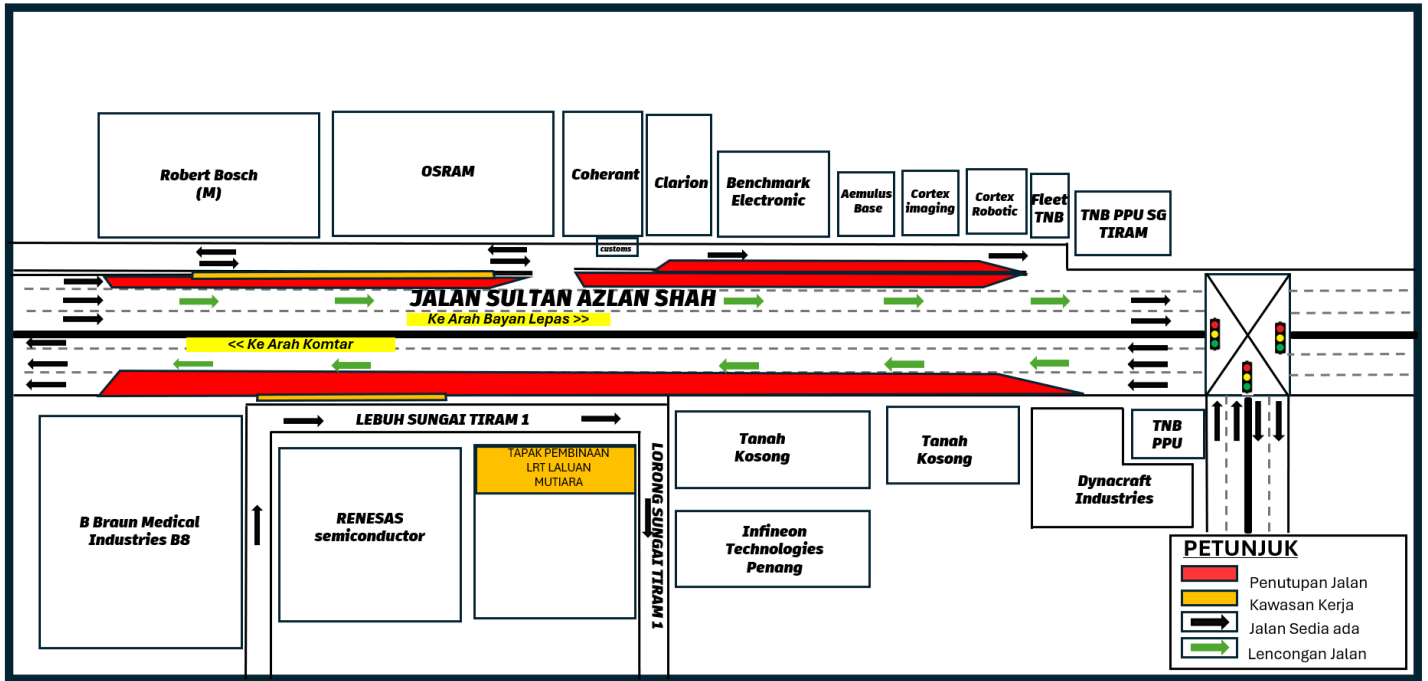 Robert Bosch
(M)
OSRAM
Coherant
Clarion
Benchmark
Electronic
Aemulus
Base
Cortex
imaging
Cortex
Robotic
Fleet
TNB
TNB PPU SG
TIRAM
customs
JALAN SULTAN AZLAN SHAH
Ke Arah Bayan Lepas >>
<< Ke Arah Komtar
LEBUH SUNGAI TIRAM 1
LORONG SUNGAI TIRAM 1
B Braun Medical
Industries B8
RENESAS
semiconductor
TAPAK PEMBINAAN
LRT LALUAN
MUTIARA
Tanah
Kosong
Tanah
Kosong
Infineon
Technologies
Penang
Dynacraft
Industries
TNB
PPU
PETUNJUK
Penutupan Jalan
Kawasan Kerja
Jalan Sedia ada
Lencongan Jalan